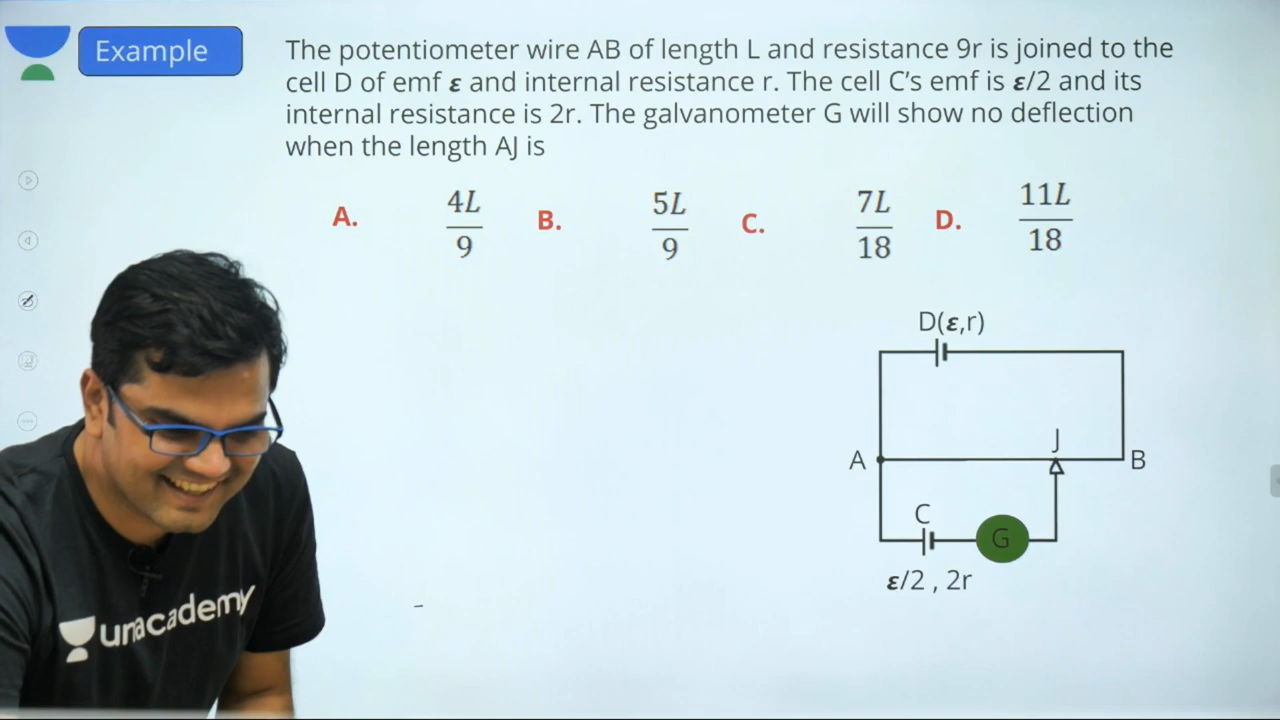 Example
The potentiometer wire AB of length L and resistance 9r is joined to the
cell D of emf ε and internal resistance r. The cell C’s emf is ε/2 and its
internal resistance is 2r. The galvanometer G will show no deflection
when the length AJ is
A. 4L/9 B. 5L/9 C. 7L/18 D. 11L/18
D(ε,r)
J
A B
C
G
ε/2 , 2r
unacademy